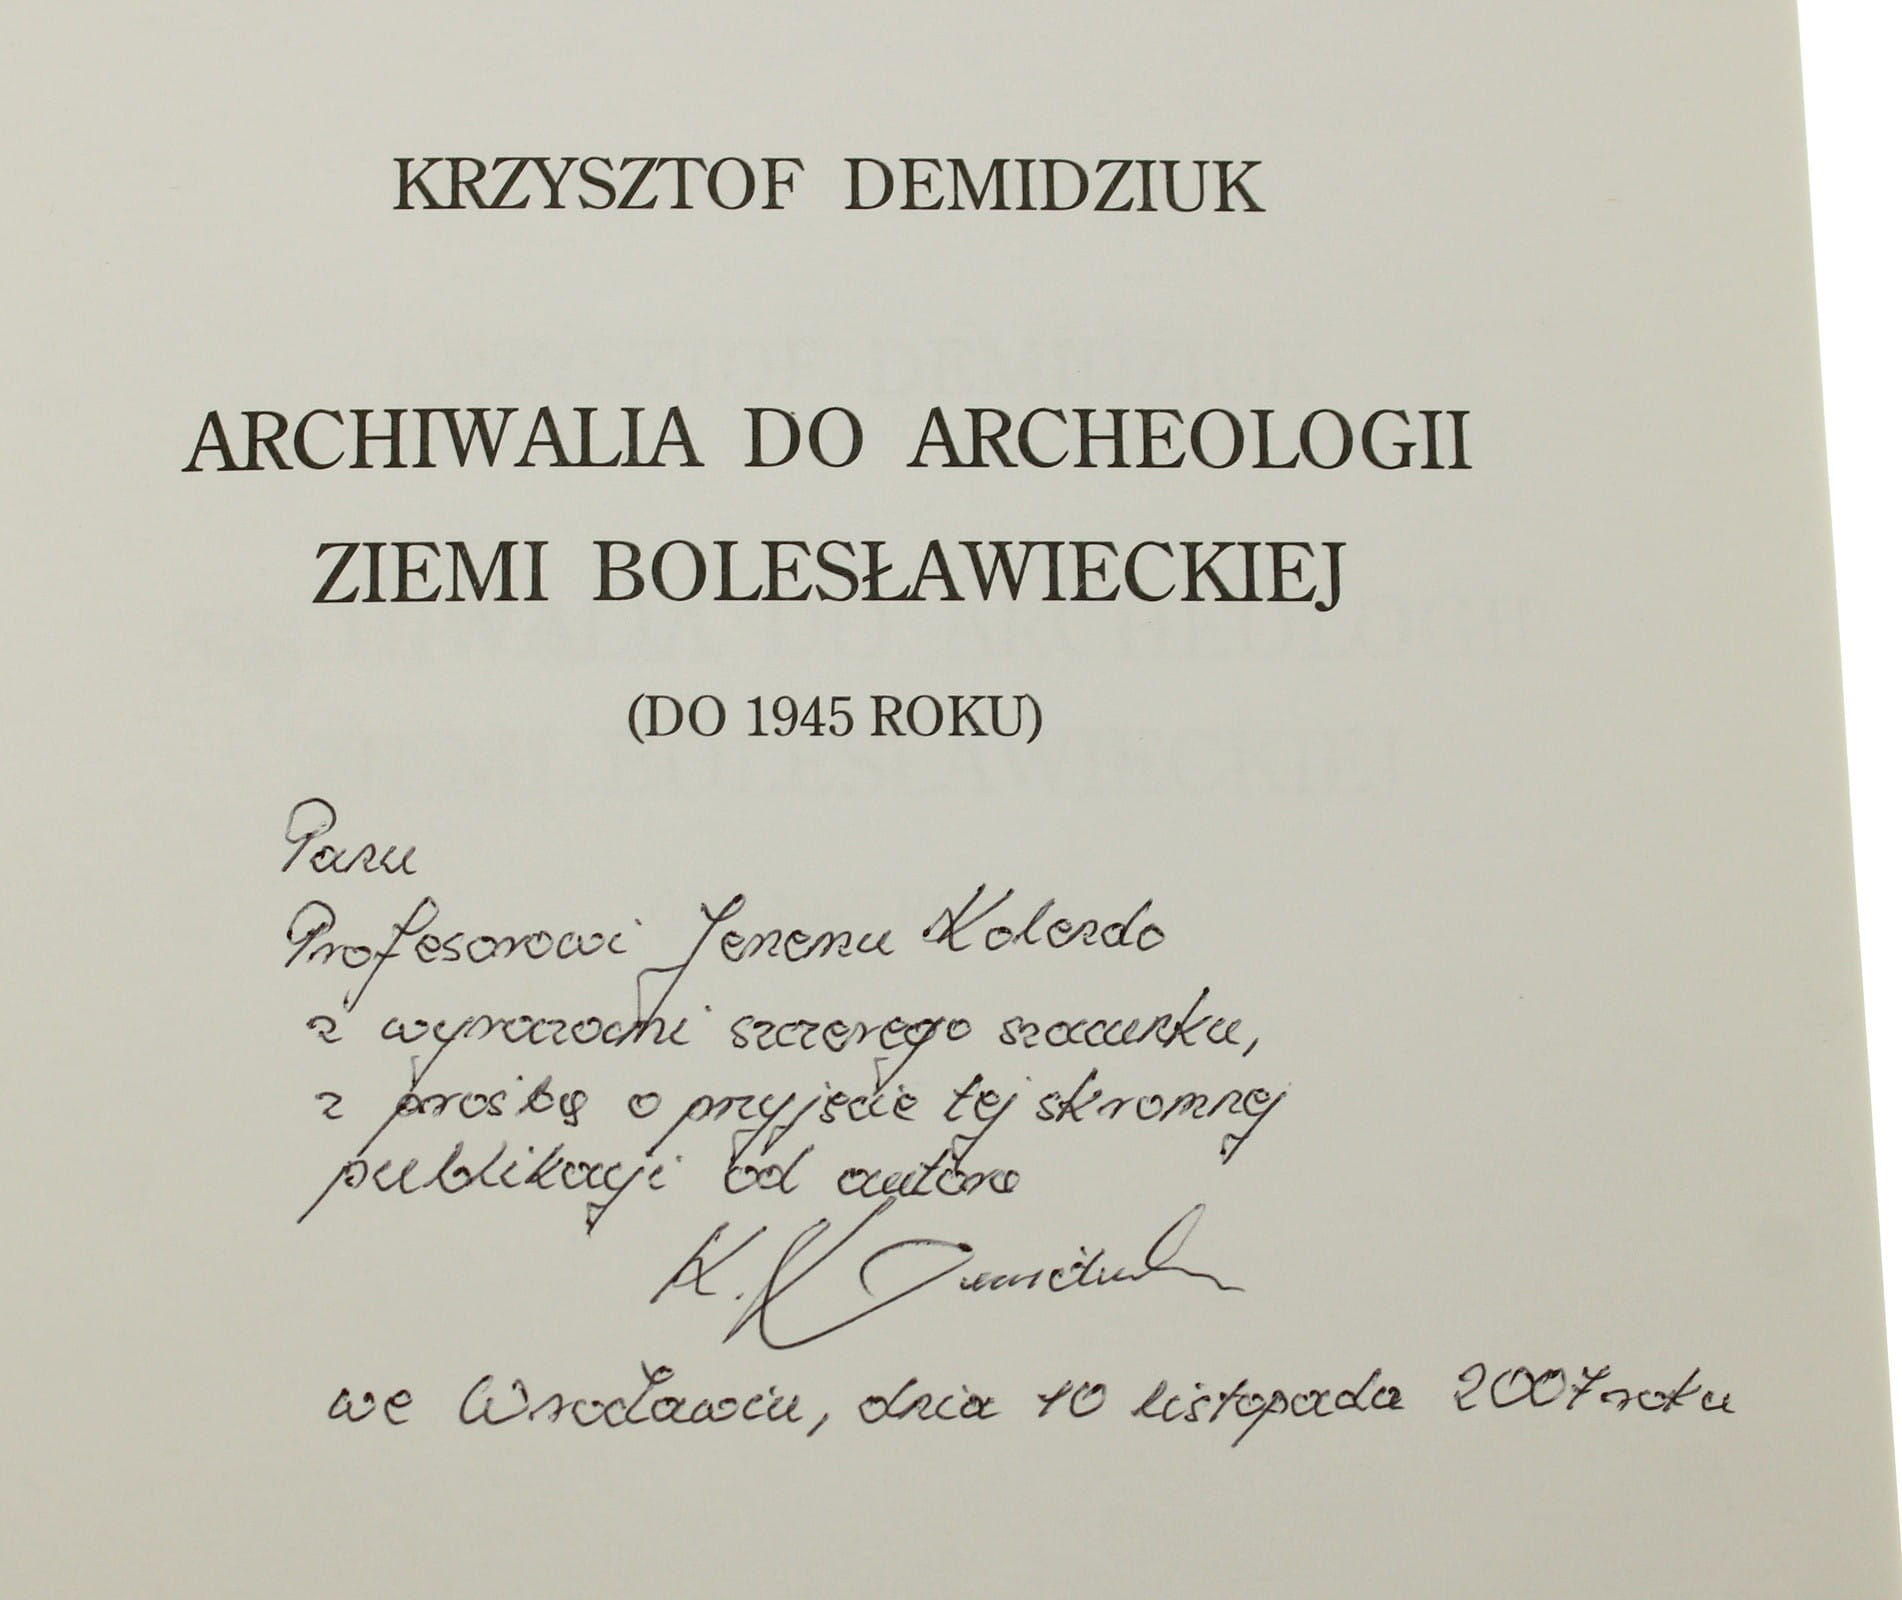 KRZYSZTOF DEMIDZIUK
ARCHIWALIA DO ARCHEOLOGII
ZIEMI BOLESŁAWIECKIEJ
(DO 1945 ROKU)
Panu
Profesorowi Jerzemu Kolendo
z wyrazami szczerego szacunku,
z prośbą o przyjęcie tej skromnej
publikacji od autora
K. Demidziuk
we Wrocławiu, dnia 10 listopada 2007 roku